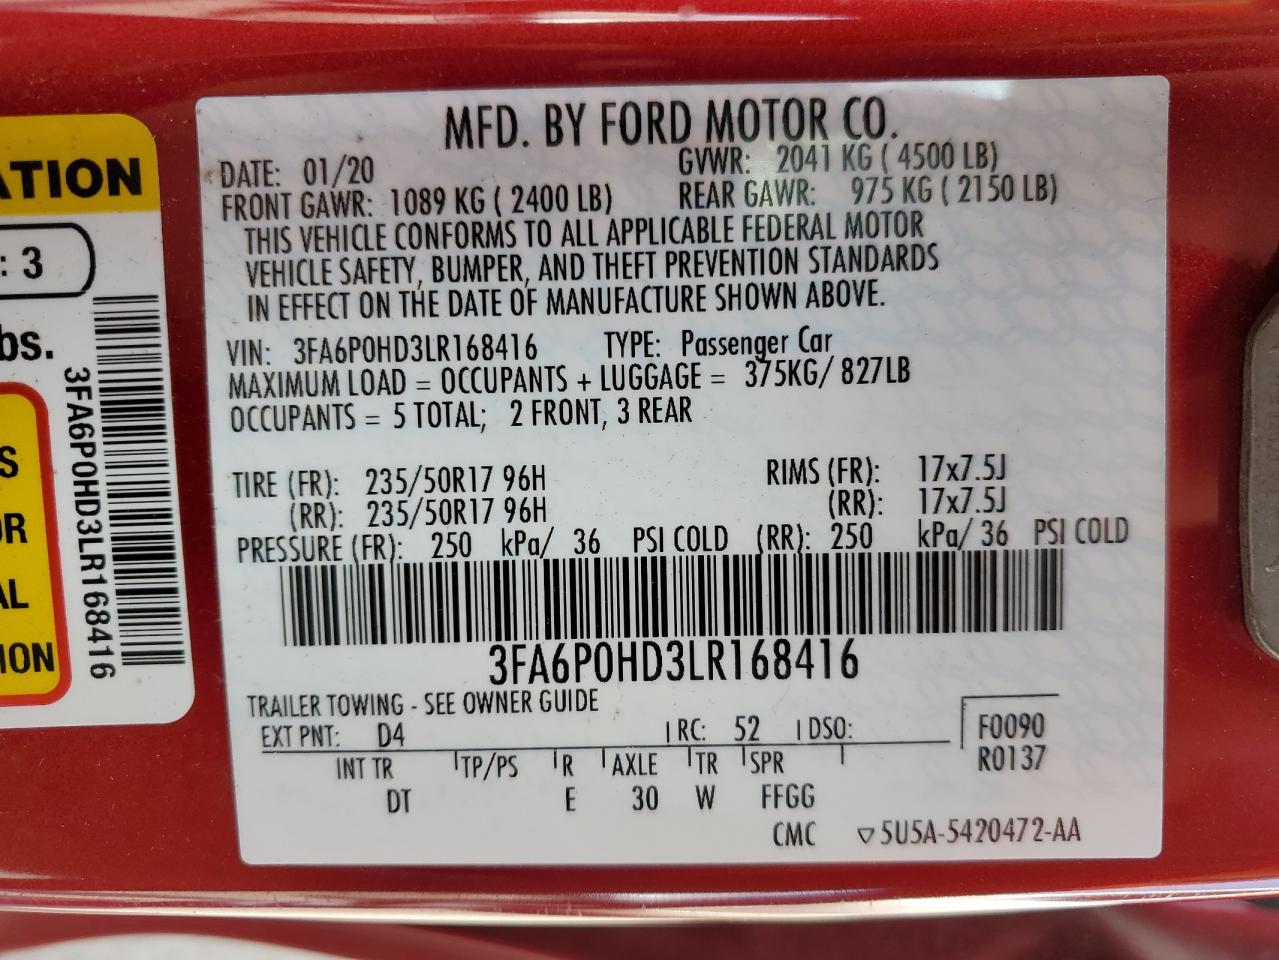 MFD. BY FORD MOTOR CO.
DATE: 01/20 GVWR: 2041 KG ( 4500 LB)
FRONT GAWR: 1089 KG ( 2400 LB) REAR GAWR: 975 KG ( 2150 LB)
THIS VEHICLE CONFORMS TO ALL APPLICABLE FEDERAL MOTOR
VEHICLE SAFETY, BUMPER, AND THEFT PREVENTION STANDARDS
IN EFFECT ON THE DATE OF MANUFACTURE SHOWN ABOVE.
VIN: 3FA6P0HD3LR168416 TYPE: Passenger Car
MAXIMUM LOAD = OCCUPANTS + LUGGAGE = 375KG/ 827LB
OCCUPANTS = 5 TOTAL; 2 FRONT, 3 REAR
TIRE (FR): 235/50R17 96H RIMS (FR): 17x7.5J
(RR): 235/50R17 96H (RR): 17x7.5J
PRESSURE (FR): 250 kPa/ 36 PSI COLD (RR): 250 kPa/ 36 PSI COLD
3FA6P0HD3LR168416
TRAILER TOWING - SEE OWNER GUIDE
EXT PNT: D4 RC: 52 DSO: F0090
R0137
INT TR TP/PS R AXLE TR SPR
DT E 30 W FFGG
CMC ▽5U5A-5420472-AA
ATION
: 3
bs.
3FA6P0HD3LR168416
S
OR
AL
ION